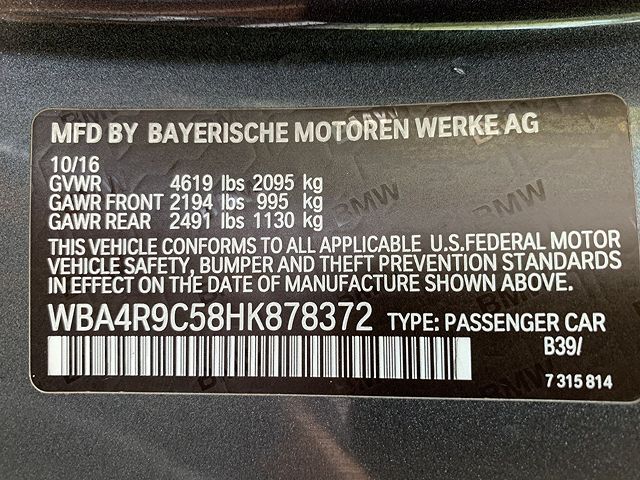 MFD BY BAYERISCHE MOTOREN WERKE AG
10/16
GVWR 4619 lbs 2095 kg
GAWR FRONT 2194 lbs 995 kg
GAWR REAR 2491 lbs 1130 kg
THIS VEHICLE CONFORMS TO ALL APPLICABLE U.S.FEDERAL MOTOR
VEHICLE SAFETY, BUMPER AND THEFT PREVENTION STANDARDS
IN EFFECT ON THE DATE OF MANUFACTURE SHOWN ABOVE.
WBA4R9C58HK878372 TYPE: PASSENGER CAR
B39/
7 315 814